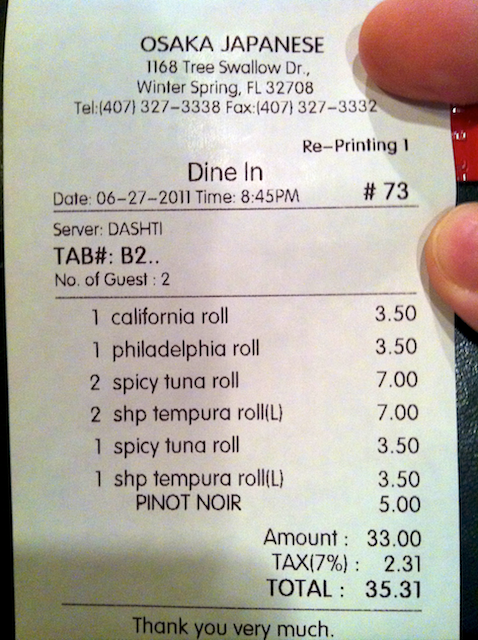 OSAKA JAPANESE
1168 Tree Swallow Dr.,
Winter Spring, FL 32708
Tel:(407) 327-3338 Fax:(407) 327-3332
Re-Printing 1
Dine In
Date: 06-27-2011 Time: 8:45PM # 73
Server: DASHTI
TAB#: B2..
No. of Guest : 2
1 california roll 3.50
1 philadelphia roll 3.50
2 spicy tuna roll 7.00
2 shp tempura roll(L) 7.00
1 spicy tuna roll 3.50
1 shp tempura roll(L) 3.50
PINOT NOIR 5.00
Amount : 33.00
TAX(7%) : 2.31
TOTAL : 35.31
Thank you very much.